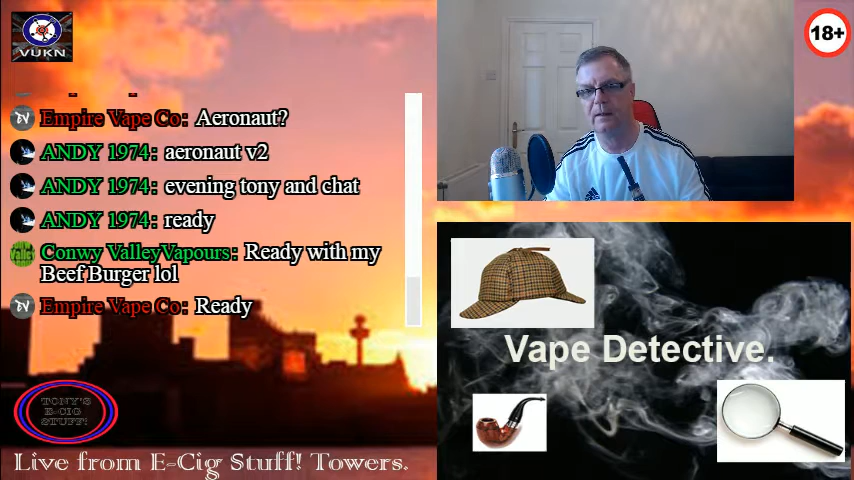 VUKN
Empire Vape Co: Aeronaut?
ANDY 1974: aeronaut v2
ANDY 1974: evening tony and chat
ANDY 1974: ready
Conwy ValleyVapours: Ready with my
Beef Burger lol
Empire Vape Co: Ready
TONY'S
E-CIG
STUFF!
Live from E-Cig Stuff! Towers.
18+
Vape Detective.